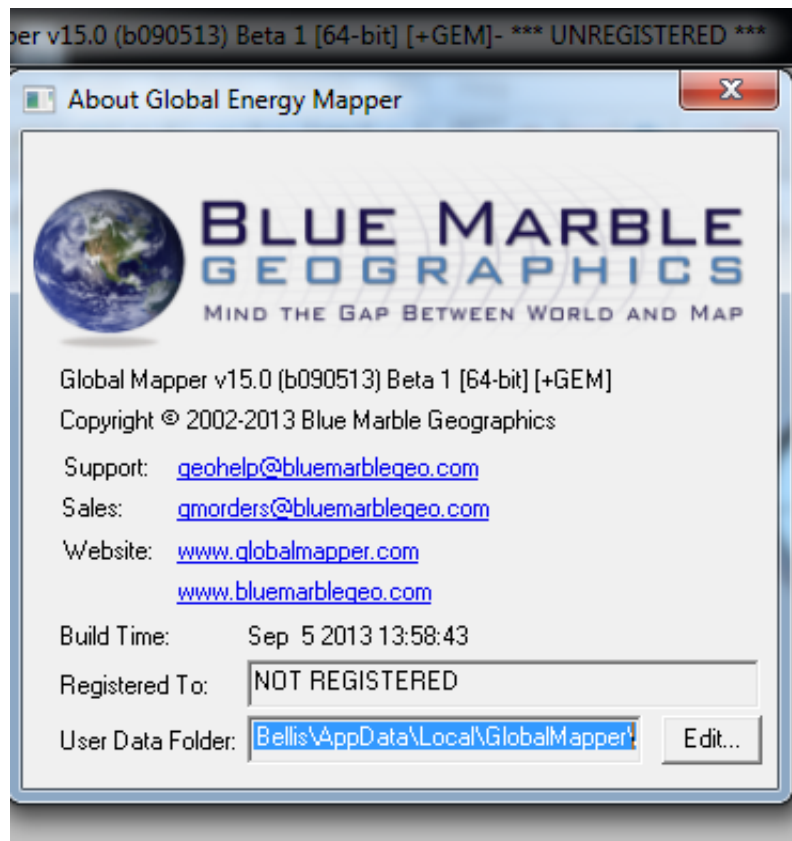 per v15.0 (b090513) Beta 1 [64-bit] [+GEM]- *** UNREGISTERED ***
About Global Energy Mapper
BLUE MARBLE
GEOGRAPHICS
MIND THE GAP BETWEEN WORLD AND MAP
Global Mapper v15.0 (b090513) Beta 1 [64-bit] [+GEM]
Copyright © 2002-2013 Blue Marble Geographics
Support: geohelp@bluemarblegeo.com
Sales: gmorders@bluemarblegeo.com
Website: www.globalmapper.com
www.bluemarblegeo.com
Build Time: Sep 5 2013 13:58:43
Registered To: NOT REGISTERED
User Data Folder: Bellis\AppData\Local\GlobalMapper\ Edit...